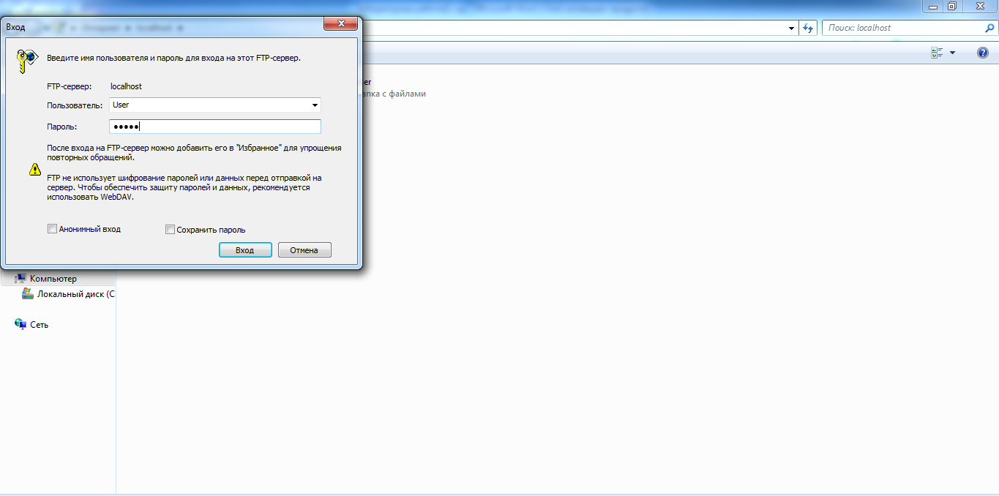 Вход
Поиск: localhost
Введите имя пользователя и пароль для входа на этот FTP-сервер.
FTP-сервер: localhost
Пользователь: User
Пароль: •••••
После входа на FTP-сервер можно добавить его в "Избранное" для упрощения
повторных обращений.
FTP не использует шифрование паролей или данных перед отправкой на
сервер. Чтобы обеспечить защиту паролей и данных, рекомендуется
использовать WebDAV.
Анонимный вход
Сохранить пароль
Вход
Отмена
er
апка с файлами
Компьютер
Локальный диск (C
Сеть